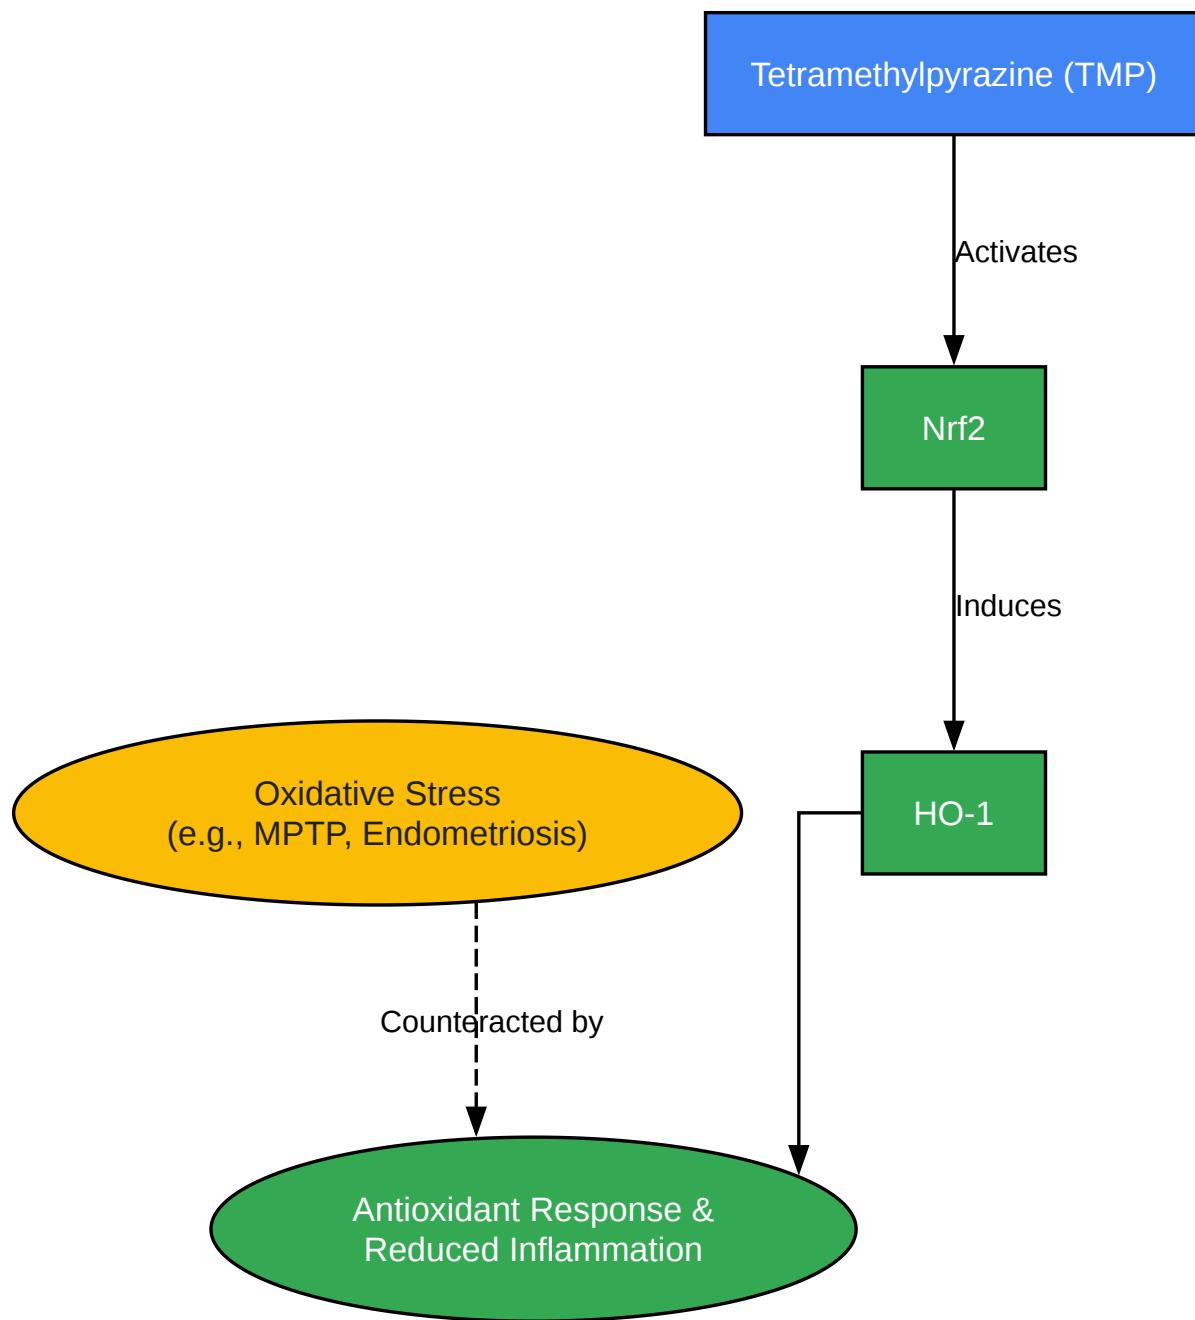 Tetramethylpyrazine (TMP)
Activates
Nrf2
Induces
Oxidative Stress
(e.g., MPTP, Endometriosis)
HO-1
Counteracted by
Antioxidant Response &
Reduced Inflammation